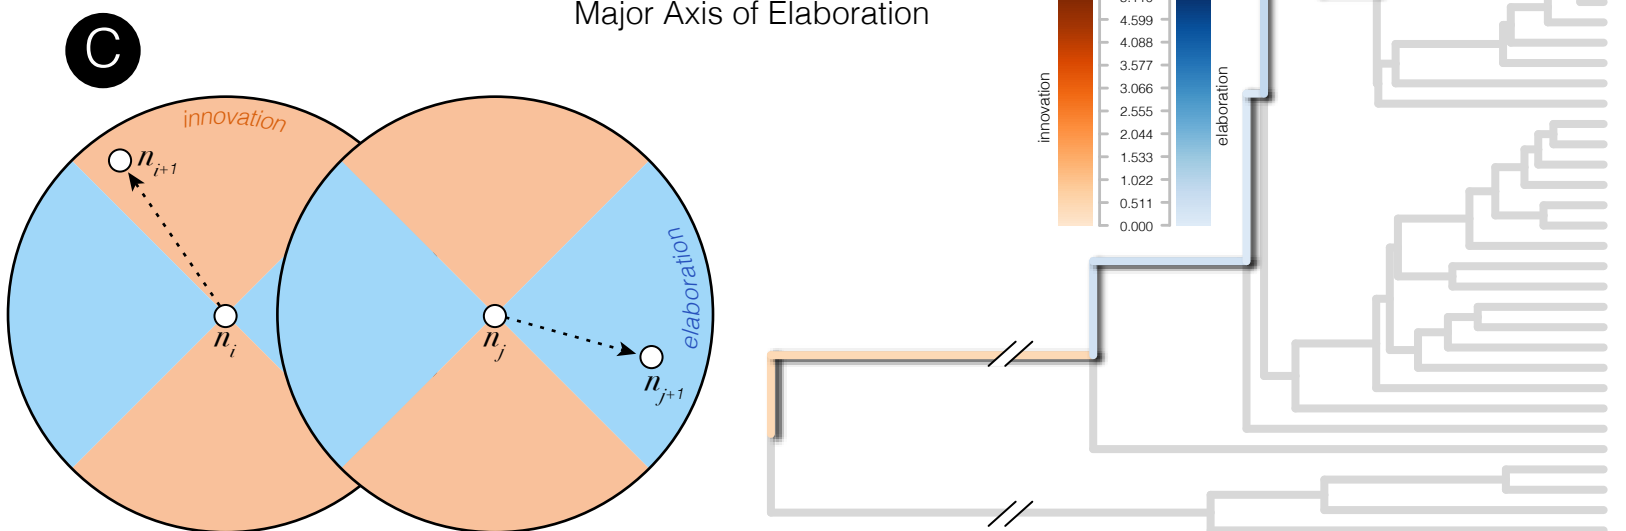 Major Axis of Elaboration
C
innovation
n i+1
n i
n j
elaboration
n j+1
innovation
4.599
4.088
3.577
3.066
2.555
2.044
1.533
1.022
0.511
0.000
elaboration